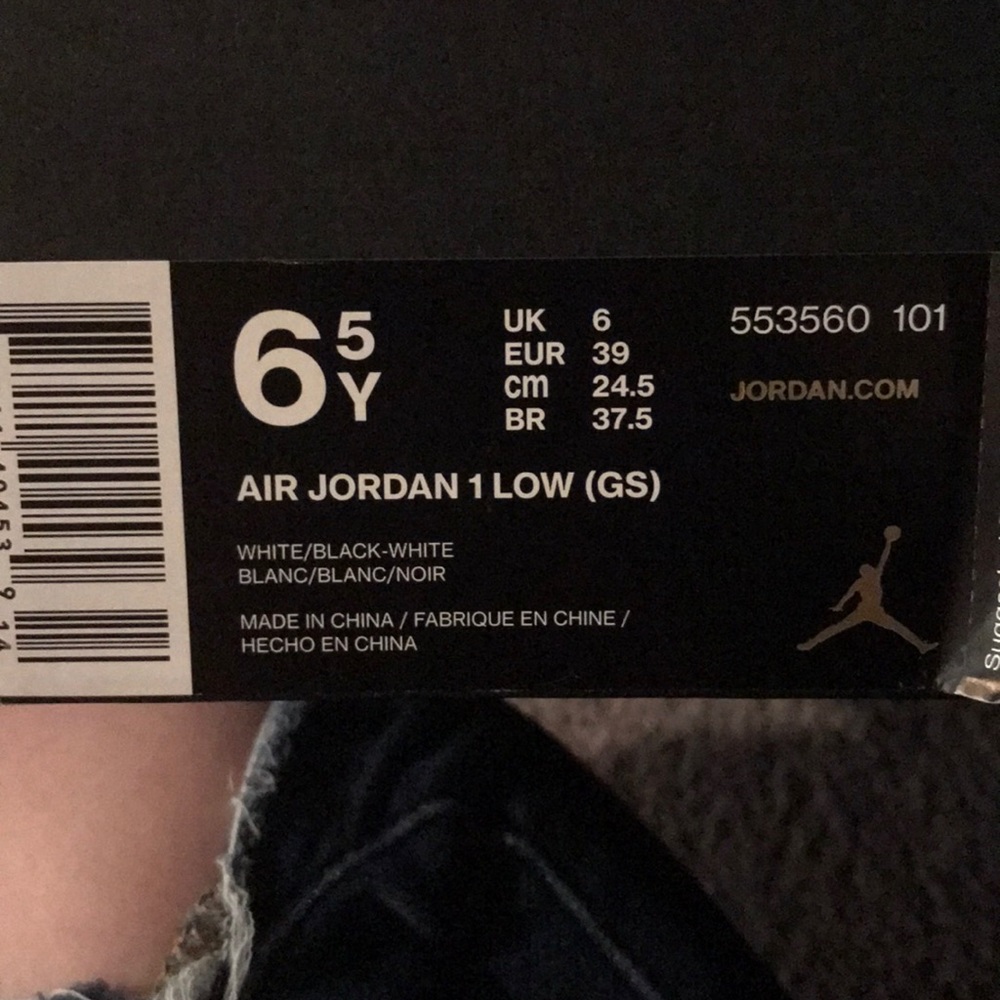 6 5 Y
UK 6
EUR 39
cm 24.5
BR 37.5
553560 101
JORDAN.COM
AIR JORDAN 1 LOW (GS)
WHITE/BLACK-WHITE
BLANC/BLANC/NOIR
MADE IN CHINA / FABRIQUE EN CHINE /
HECHO EN CHINA